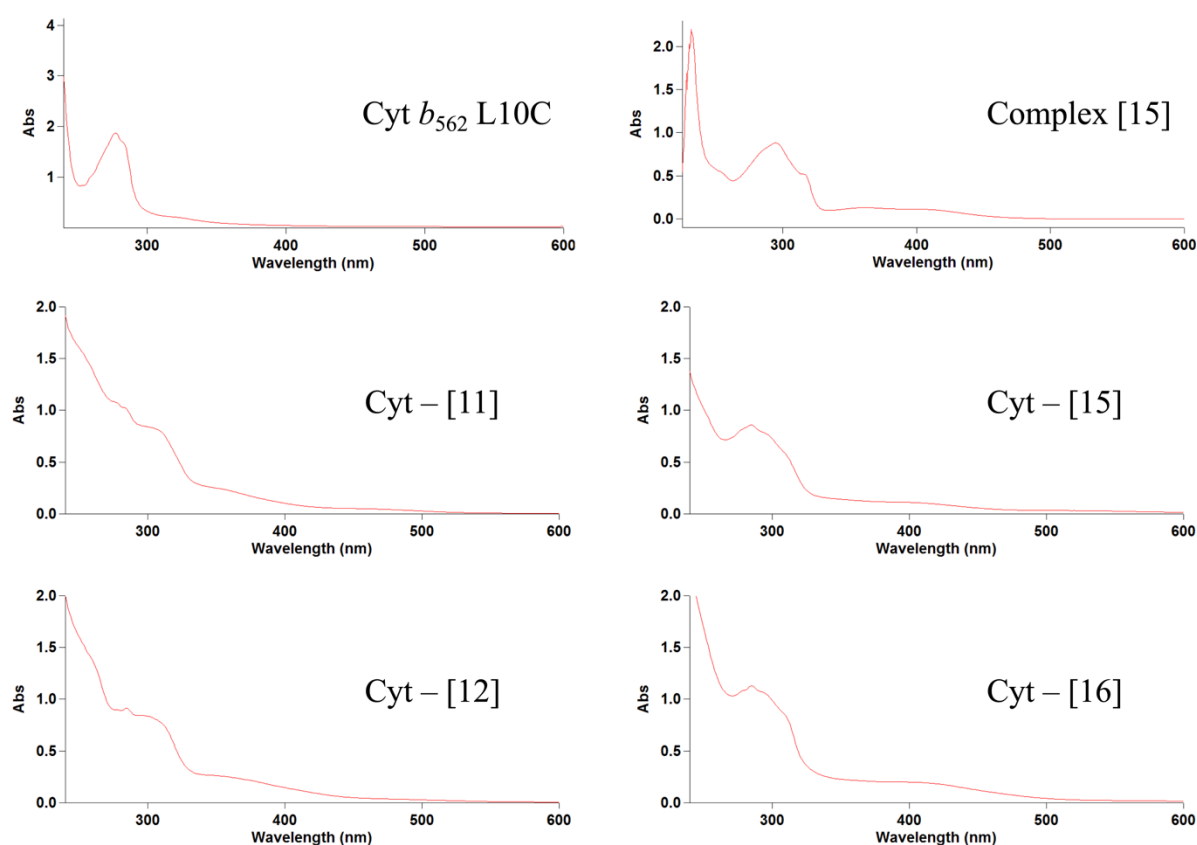 4
3
2
1
Abs
Cyt b562 L10C
300
400
500
600
Wavelength (nm)
2.0
1.5
1.0
0.5
0.0
Abs
Complex [15]
300
400
500
600
Wavelength (nm)
2.0
1.5
1.0
0.5
0.0
Abs
Cyt – [11]
300
400
500
600
Wavelength (nm)
2.0
1.5
1.0
0.5
0.0
Abs
Cyt – [15]
300
400
500
600
Wavelength (nm)
2.0
1.5
1.0
0.5
0.0
Abs
Cyt – [12]
300
400
500
600
Wavelength (nm)
2.0
1.5
1.0
0.5
0.0
Abs
Cyt – [16]
300
400
500
600
Wavelength (nm)